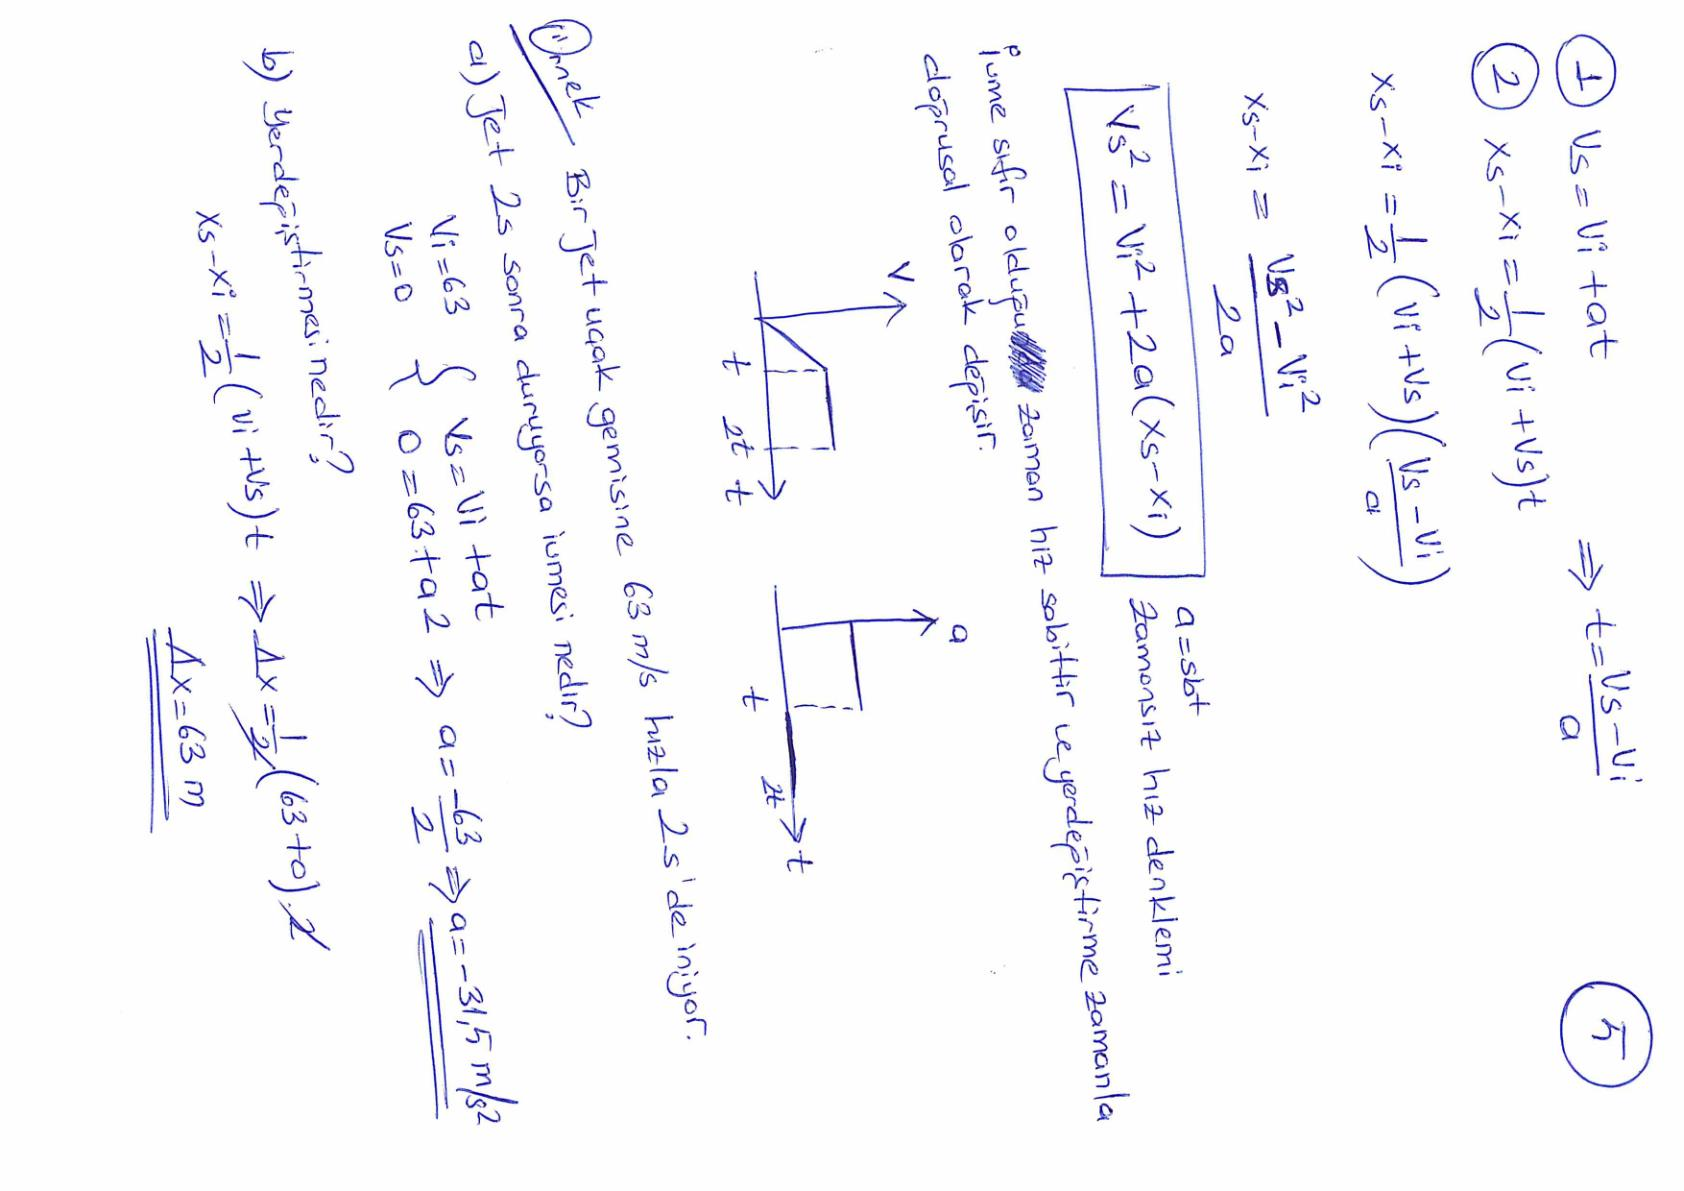 5
① Vs = Vi + at ⇒ t = (Vs - Vi)/a
② xs - xi = 1/2 (Vi + Vs)t
xs - xi = 1/2 (Vi + Vs)((Vs - Vi)/a)
xs - xi = (Vs² - Vi²)/2a
a = sbt
Vs² = Vi² + 2a(xs - xi) zamansız hız denklemi
İvme sıfır olduğu zaman hız sabittir ve yerdeğiştirme zamanla
doğrusal olarak değişir.
V a
t 2t t t 2t t
Örnek Bir jet uçak gemisine 63 m/s hızla 2s'de iniyor.
a) Jet 2s sonra duruyorsa ivmesi nedir?
Vi = 63 } Vs = Vi + at
Vs = 0 } 0 = 63 + a2 ⇒ a = -63/2 ⇒ a = -31,5 m/s²
b) Yerdeğiştirmesi nedir?
xs - xi = 1/2 (Vi + Vs)t ⇒ Δx = 1/2 (63 + 0).2
Δx = 63 m